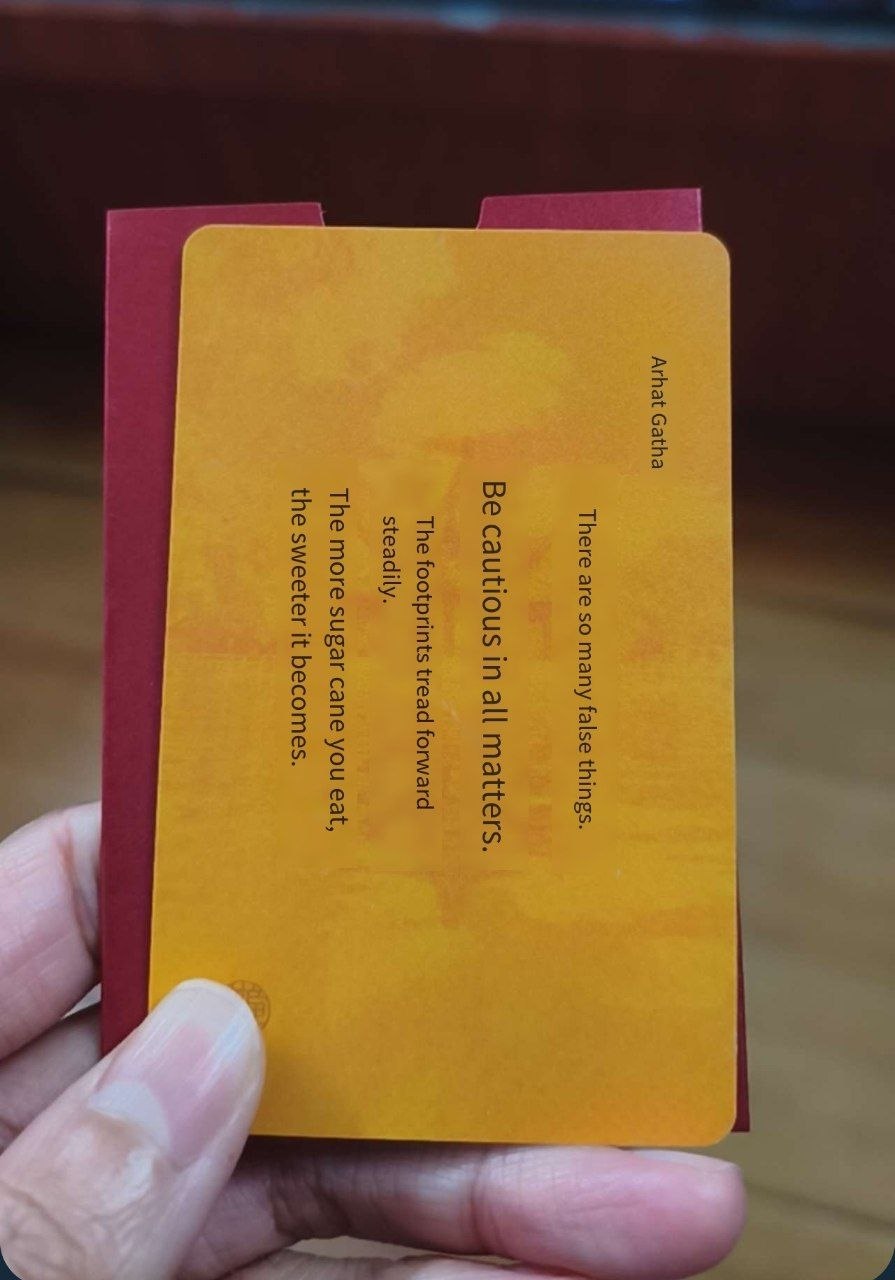 Arhat Gatha
There are so many false things.
Be cautious in all matters.
The footprints tread forward
steadily.
The more sugar cane you eat,
the sweeter it becomes.